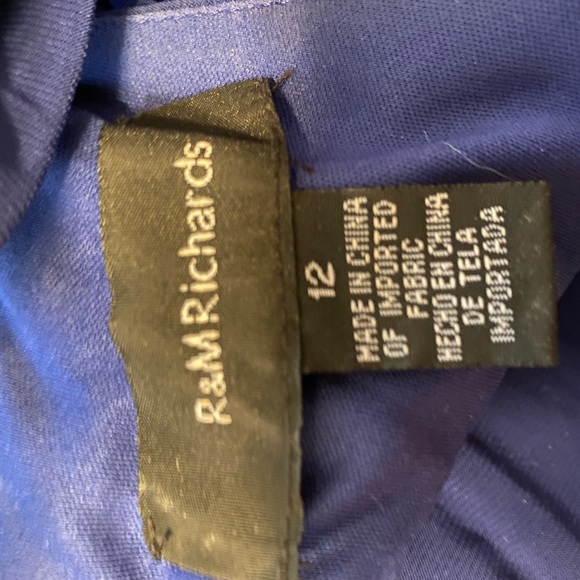 R&M Richards
12
MADE IN CHINA
OF IMPORTED
FABRIC
HECHO EN CHINA
DE TELA
IMPORTADA